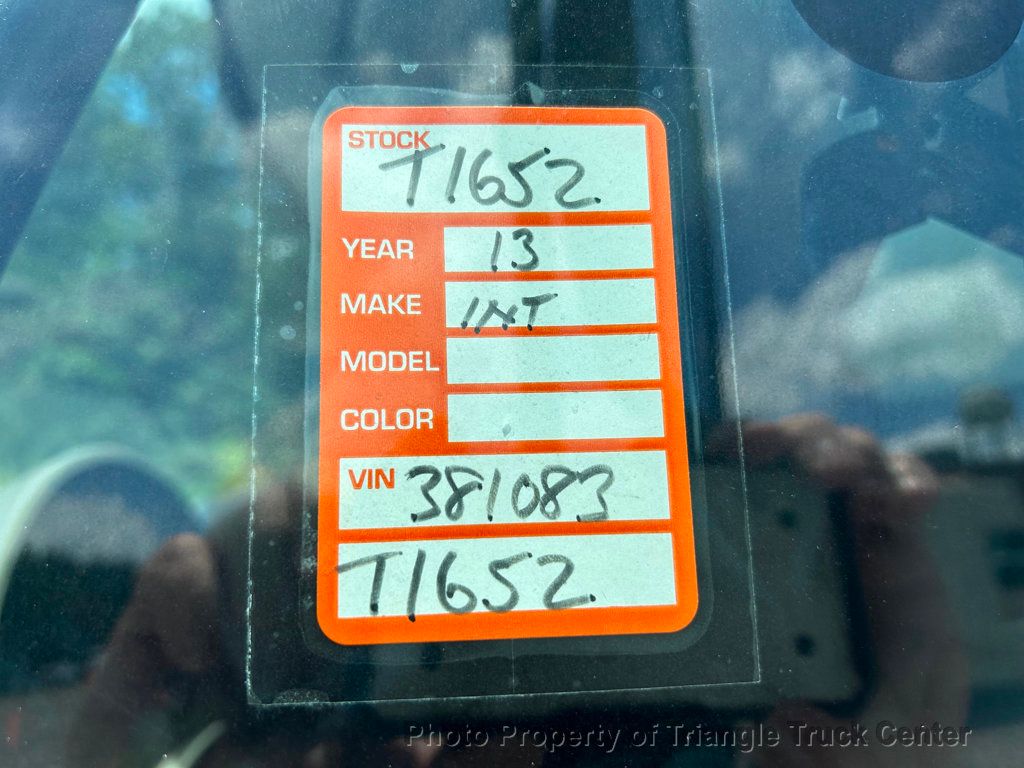 STOCK T1652
YEAR 13
MAKE INT
MODEL
COLOR
VIN 381083
T1652
Photo Property of Triangle Truck Center